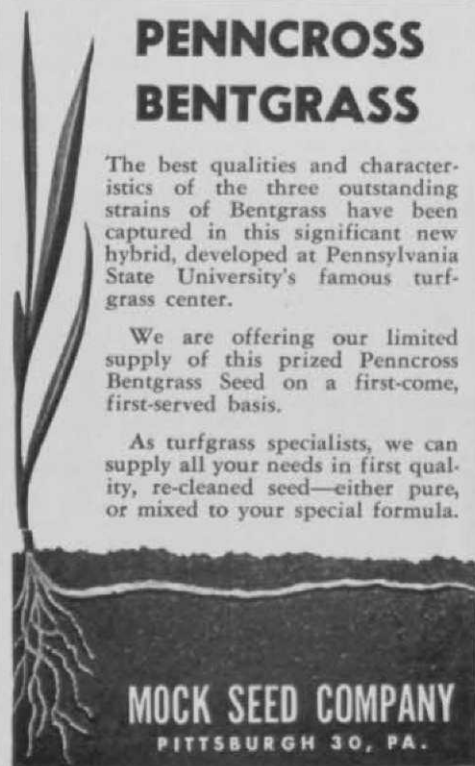 PENNCROSS
BENTGRASS
The best qualities and character-
istics of the three outstanding
strains of Bentgrass have been
captured in this significant new
hybrid, developed at Pennsylvania
State University's famous turf-
grass center.
We are offering our limited
supply of this prized Penncross
Bentgrass Seed on a first-come,
first-served basis.
As turfgrass specialists, we can
supply all your needs in first qual-
ity, re-cleaned seed—either pure,
or mixed to your special formula.
MOCK SEED COMPANY
PITTSBURGH 30, PA.